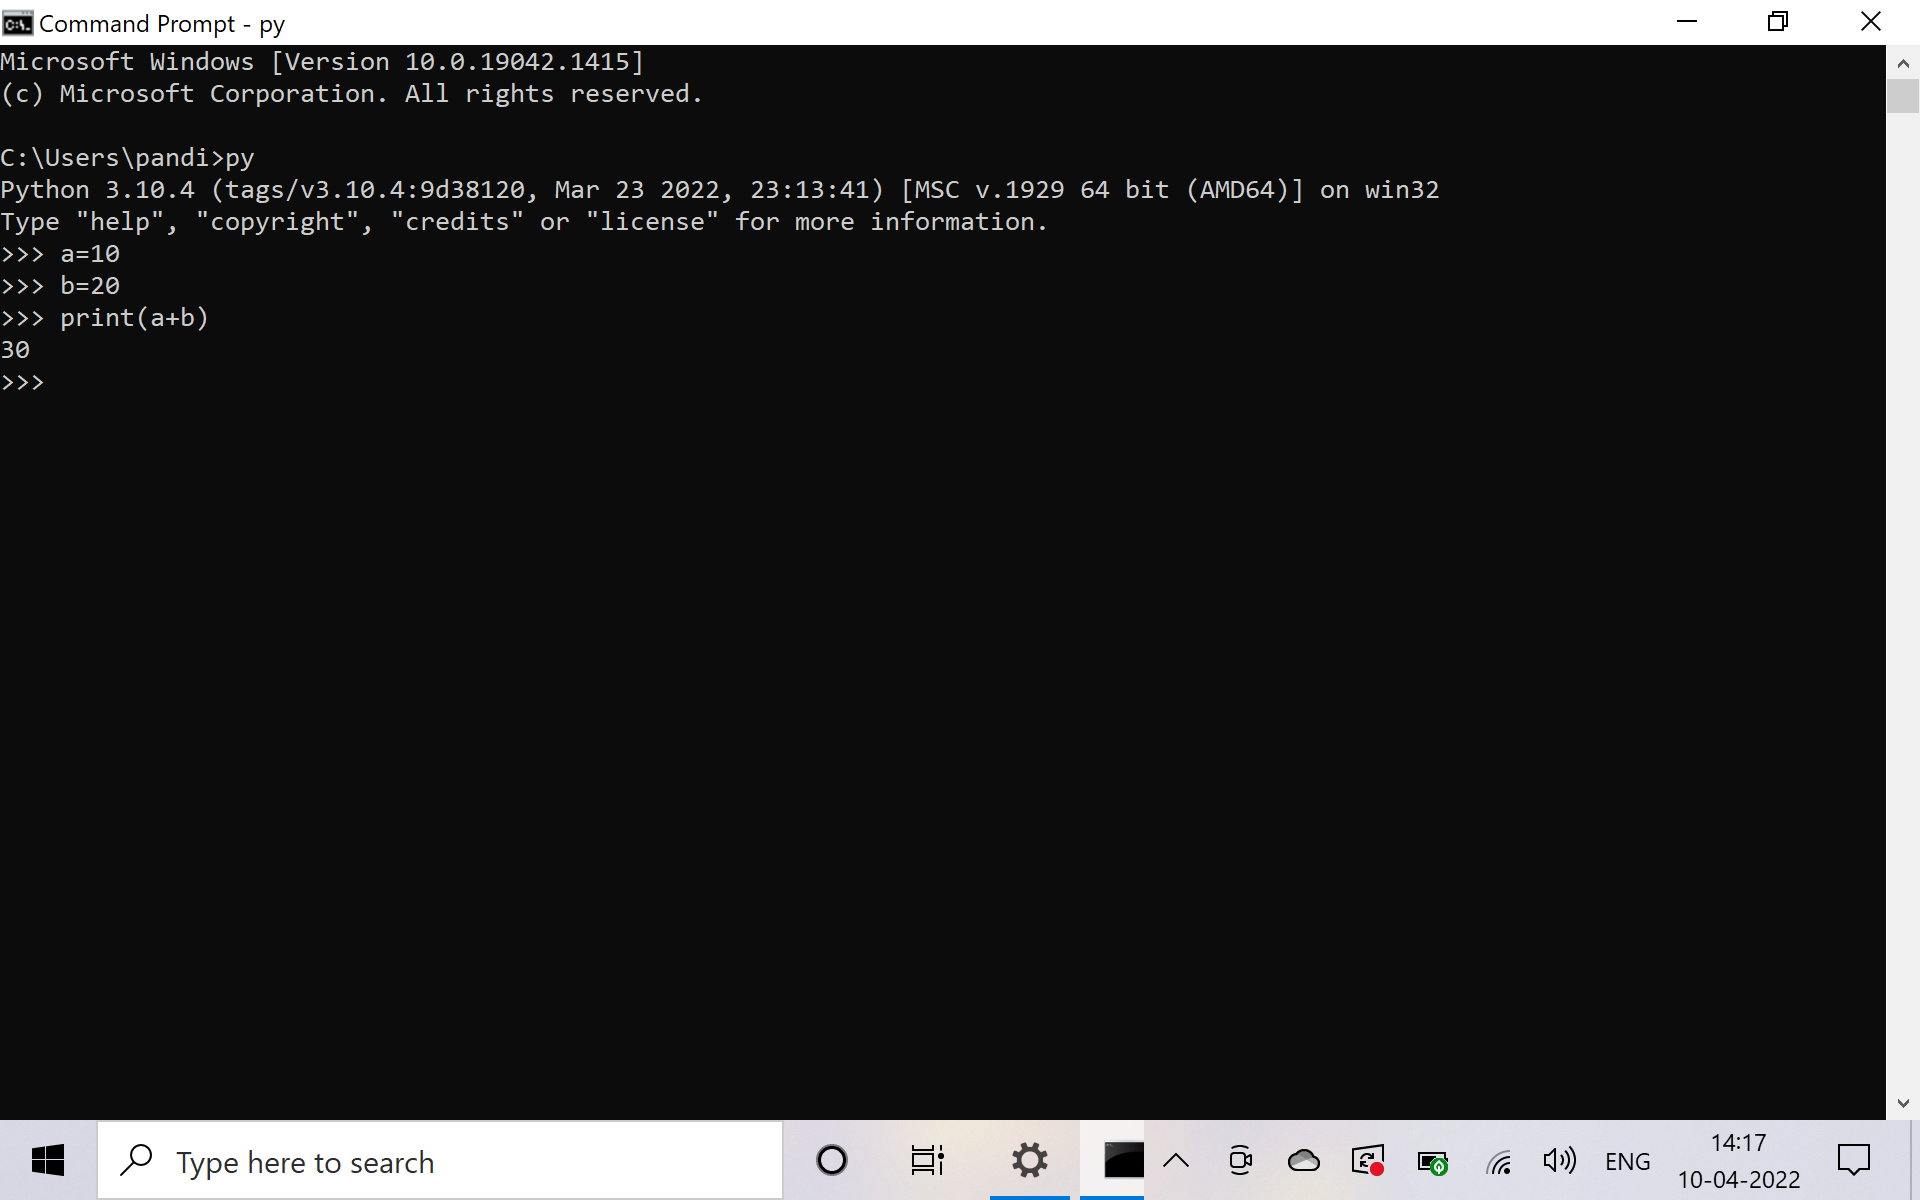 Command Prompt - py
Microsoft Windows [Version 10.0.19042.1415]
(c) Microsoft Corporation. All rights reserved.
C:\Users\pandi>py
Python 3.10.4 (tags/v3.10.4:9d38120, Mar 23 2022, 23:13:41) [MSC v.1929 64 bit (AMD64)] on win32
Type "help", "copyright", "credits" or "license" for more information.
>>> a=10
>>> b=20
>>> print(a+b)
30
>>>
Type here to search
ENG
14:17
10-04-2022